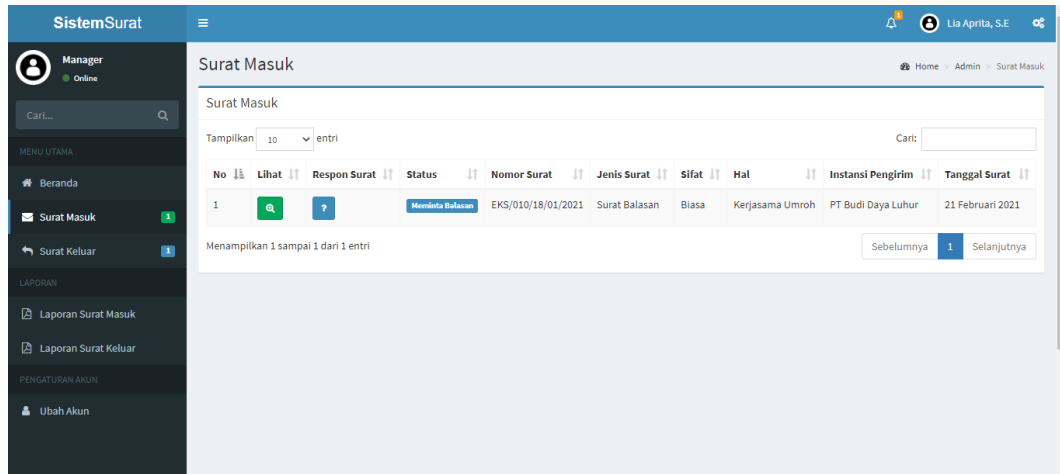 SistemSurat
1
Lia Aprita, S.E
Manager
Online
Cari...
MENU UTAMA
Beranda
Surat Masuk 1
Surat Keluar 1
LAPORAN
Laporan Surat Masuk
Laporan Surat Keluar
PENGATURAN AKUN
Ubah Akun
Surat Masuk
Home > Admin > Surat Masuk
Surat Masuk
Tampilkan 10 entri
Cari:
No Lihat Respon Surat Status Nomor Surat Jenis Surat Sifat Hal Instansi Pengirim Tanggal Surat
1 ? Meminta Balasan EKS/010/18/01/2021 Surat Balasan Biasa Kerjasama Umroh PT Budi Daya Luhur 21 Februari 2021
Menampilkan 1 sampai 1 dari 1 entri
Sebelumnya 1 Selanjutnya